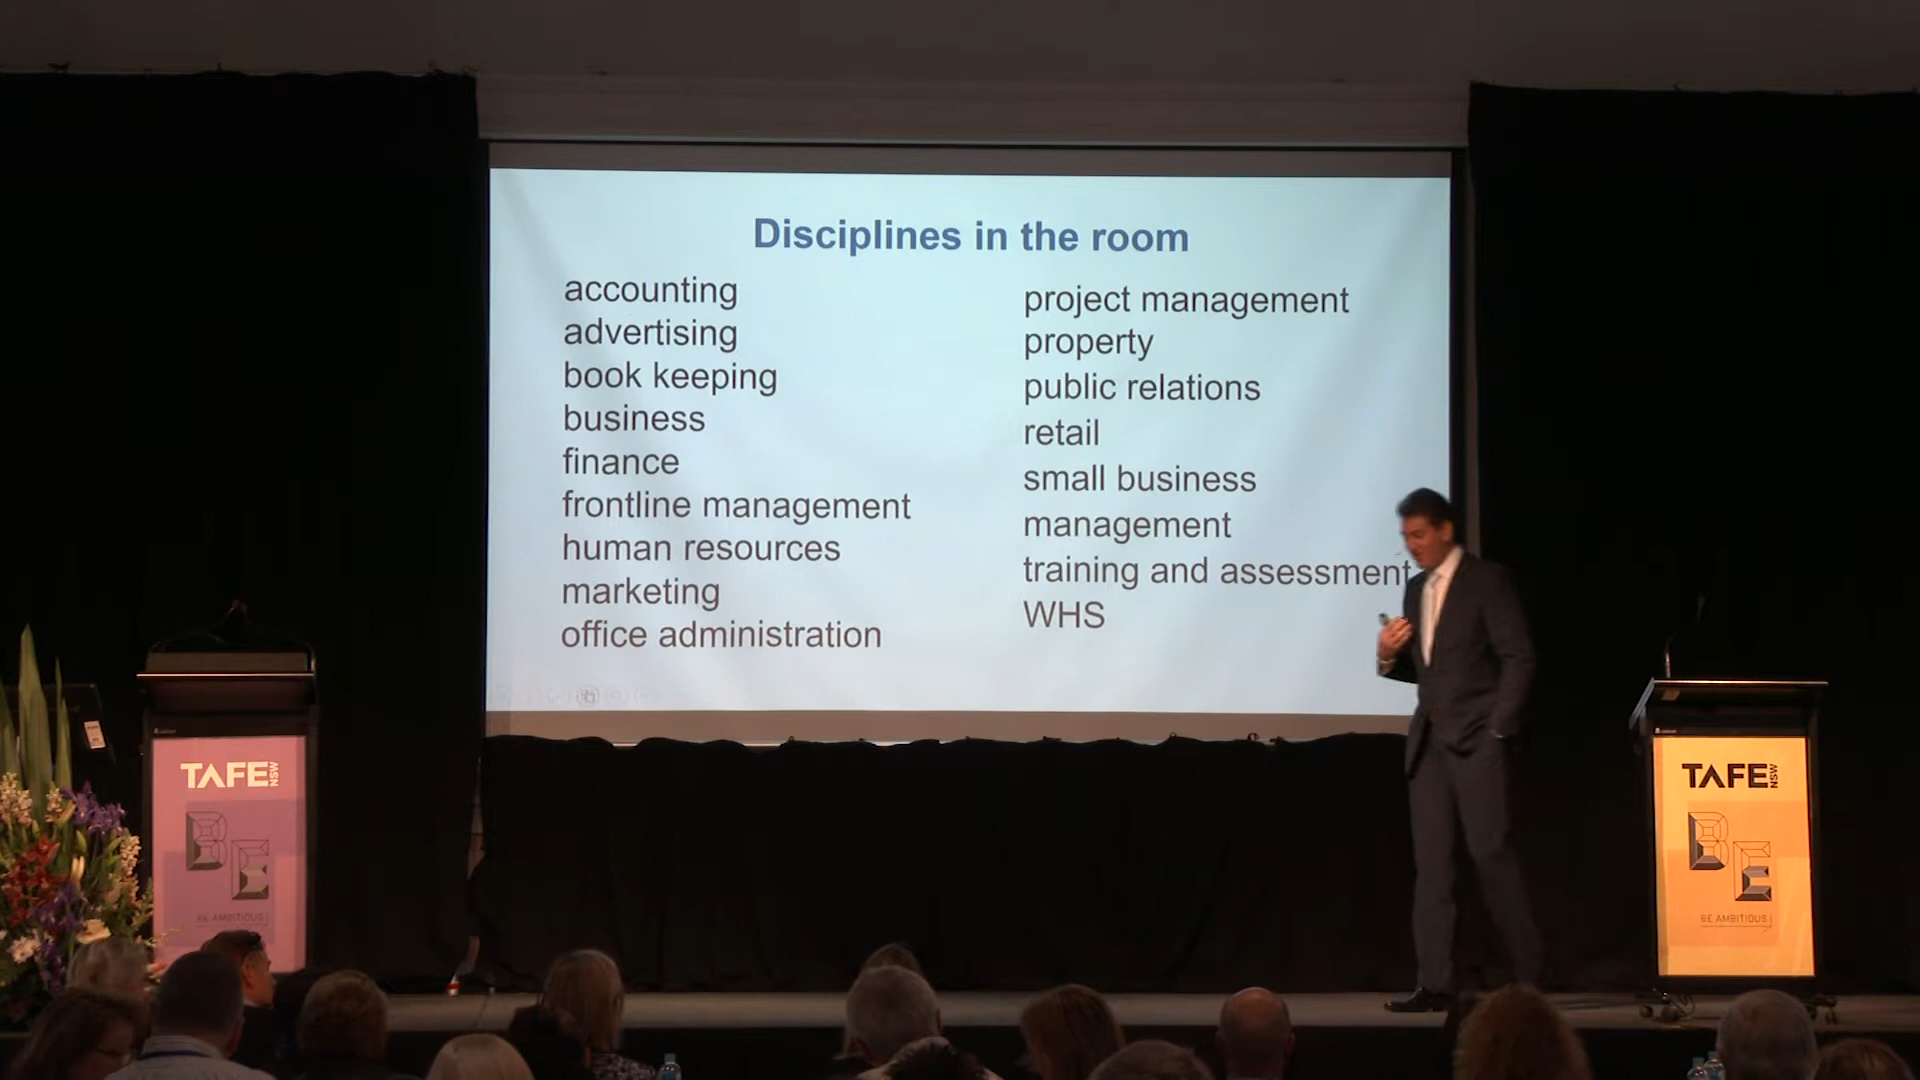 Disciplines in the room
accounting
advertising
book keeping
business
finance
frontline management
human resources
marketing
office administration
project management
property
public relations
retail
small business
management
training and assessment
WHS
TAFE NSW
BE
BE AMBITIOUS
TAFE NSW
BE
BE AMBITIOUS